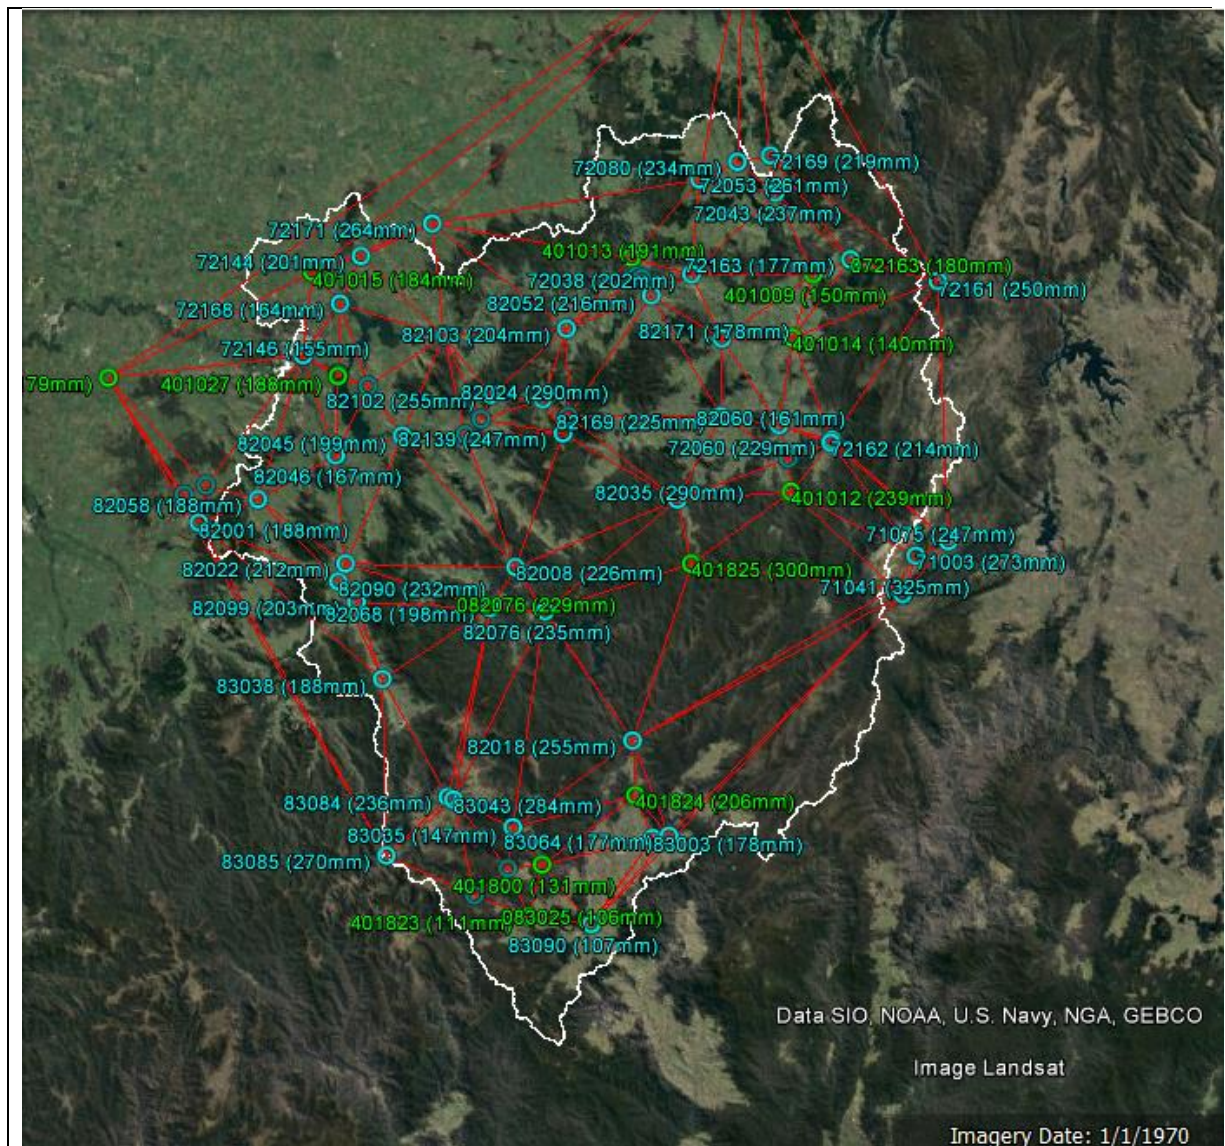 72080 (234mm)
72169 (219mm)
72053 (261mm)
72043 (237mm)
72171 (264mm)
401013 (191mm)
72144 (201mm)
401015 (184mm)
72038 (202mm)
72163 (177mm)
072163 (180mm)
401009 (150mm)
72161 (250mm)
72168 (164mm)
82052 (216mm)
82103 (204mm)
82171 (178mm)
401014 (140mm)
72146 (155mm)
79mm)
401027 (188mm)
82102 (255mm)
82024 (290mm)
82169 (225mm)
82060 (161mm)
82045 (199mm)
82139 (247mm)
72060 (229mm)
72162 (214mm)
82046 (167mm)
82035 (290mm)
401012 (239mm)
82058 (188mm)
82001 (188mm)
71075 (247mm)
71003 (273mm)
82022 (212mm)
82008 (226mm)
401825 (300mm)
82090 (232mm)
71041 (325mm)
82099 (203mm)
82068 (198mm)
082076 (229mm)
82076 (235mm)
83038 (188mm)
82018 (255mm)
83084 (236mm)
83043 (284mm)
401824 (206mm)
83035 (147mm)
83064 (177mm)
83003 (178mm)
83085 (270mm)
401800 (131mm)
401823 (111mm)
083025 (106mm)
83090 (107mm)
Data SIO, NOAA, U.S. Navy, NGA, GEBCO
Image Landsat
Imagery Date: 1/1/1970